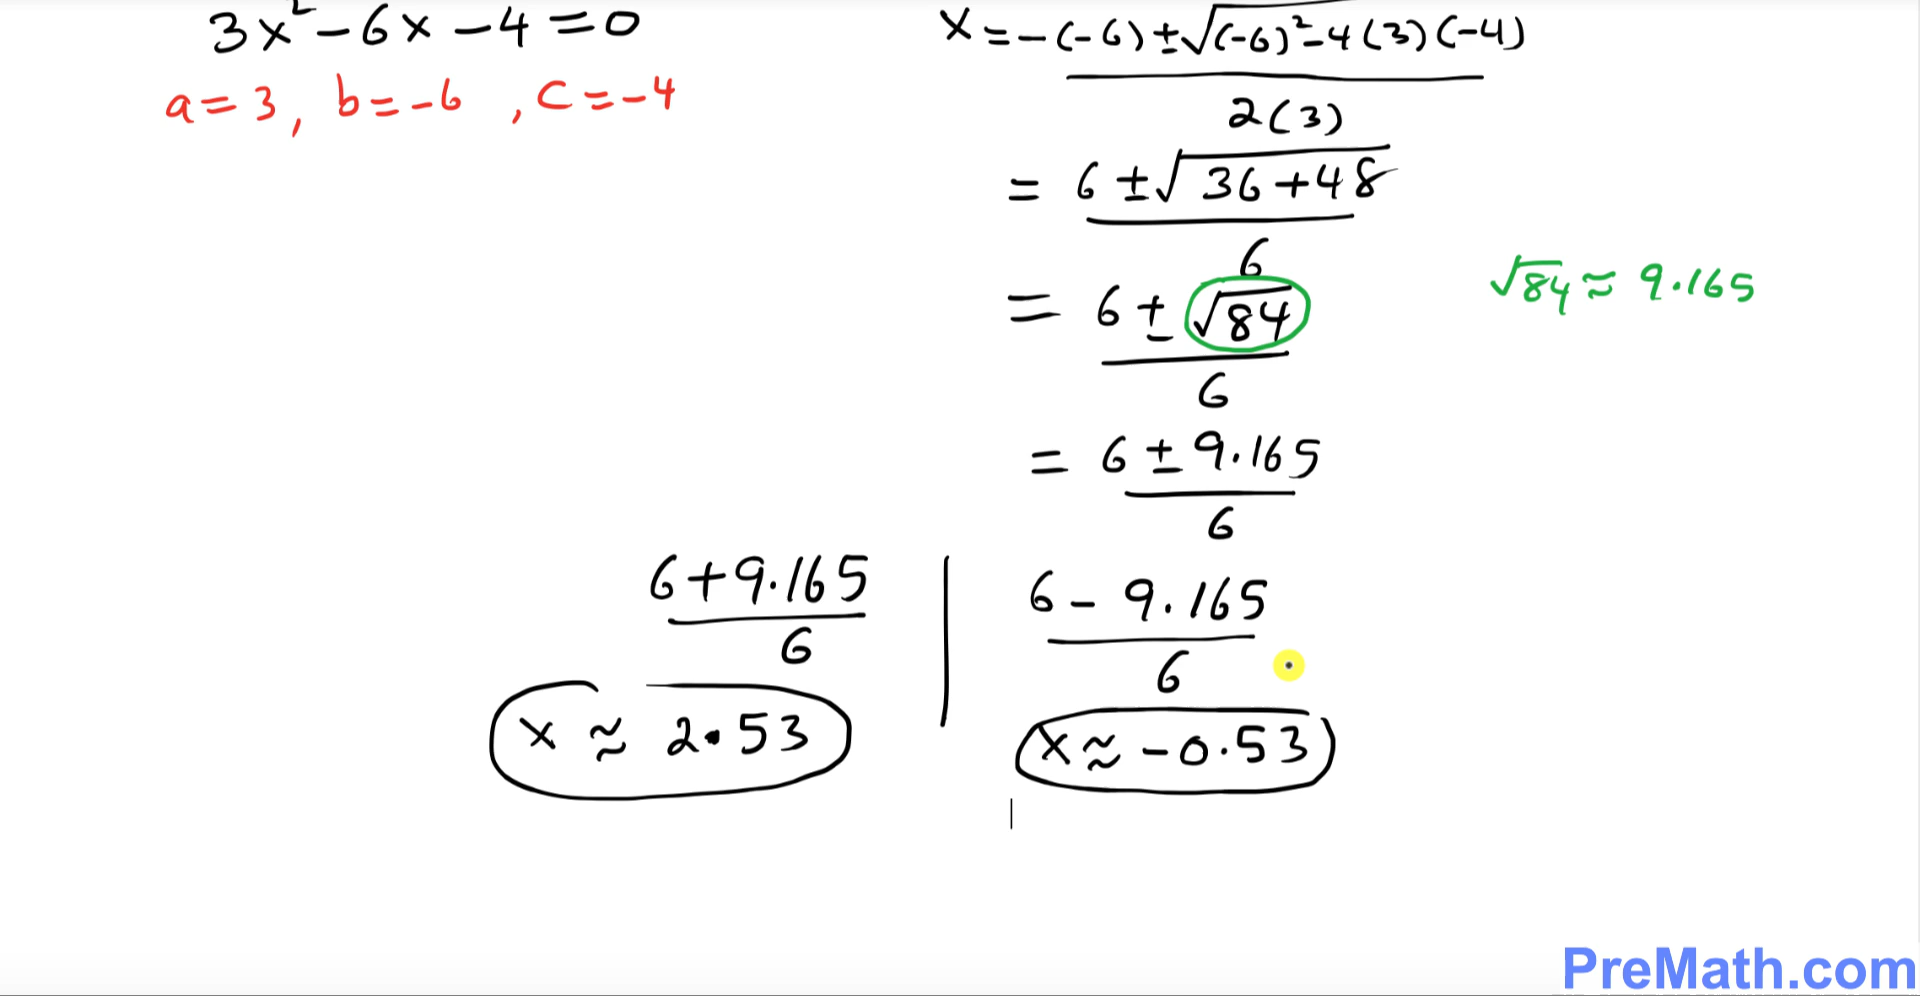 3x² - 6x - 4 = 0
a = 3, b = -6, c = -4
x = -(-6) ± √(-6)² - 4(3)(-4)
2(3)
= 6 ± √36 + 48
6
= 6 ± √84
6
√84 ≈ 9.165
= 6 ± 9.165
6
6 + 9.165
6
x ≈ 2.53
6 - 9.165
6
x ≈ -0.53
PreMath.com